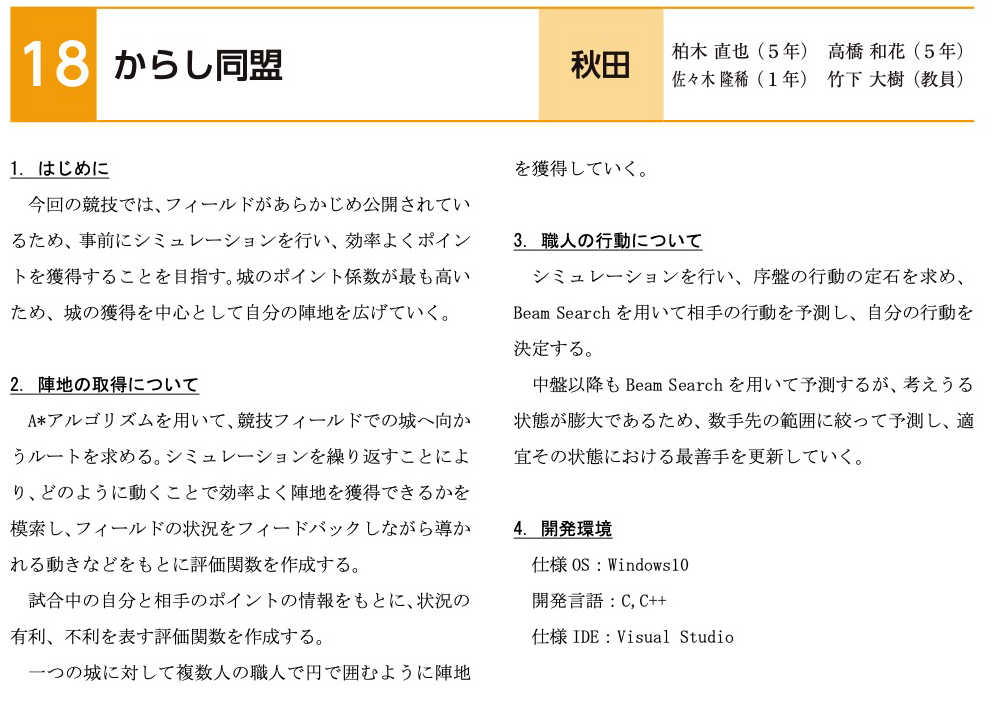 18 からし同盟 秋田
柏木 直也（５年） 高橋 和花（５年）
佐々木 隆稀（１年） 竹下 大樹（教員）
1. はじめに
今回の競技では、フィールドがあらかじめ公開されてい
るため、事前にシミュレーションを行い、効率よくポイン
トを獲得することを目指す。城のポイント係数が最も高い
ため、城の獲得を中心として自分の陣地を広げていく。
2. 陣地の取得について
A*アルゴリズムを用いて、競技フィールドでの城へ向か
うルートを求める。シミュレーションを繰り返すことによ
り、どのように動くことで効率よく陣地を獲得できるかを
模索し、フィールドの状況をフィードバックしながら導か
れる動きなどをもとに評価関数を作成する。
試合中の自分と相手のポイントの情報をもとに、状況の
有利、不利を表す評価関数を作成する。
一つの城に対して複数人の職人で円で囲むように陣地
を獲得していく。
3. 職人の行動について
シミュレーションを行い、序盤の行動の定石を求め、
Beam Search を用いて相手の行動を予測し、自分の行動を
決定する。
中盤以降も Beam Search を用いて予測するが、考えうる
状態が膨大であるため、数手先の範囲に絞って予測し、適
宜その状態における最善手を更新していく。
4. 開発環境
仕様 OS：Windows10
開発言語：C,C++
仕様 IDE：Visual Studio